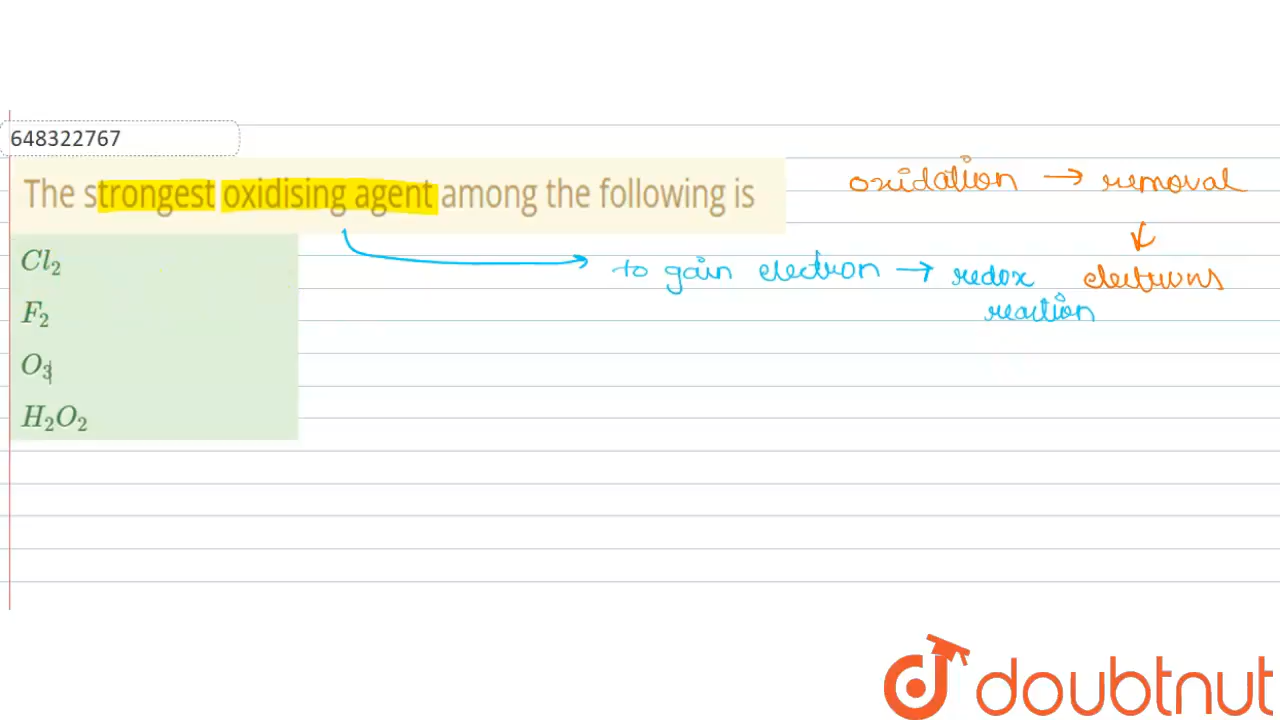 648322767
The strongest oxidising agent among the following is
oxidation → removal
↓
electrons
to gain electron → redox
reaction
Cl₂
F₂
O₃
H₂O₂
doubtnut